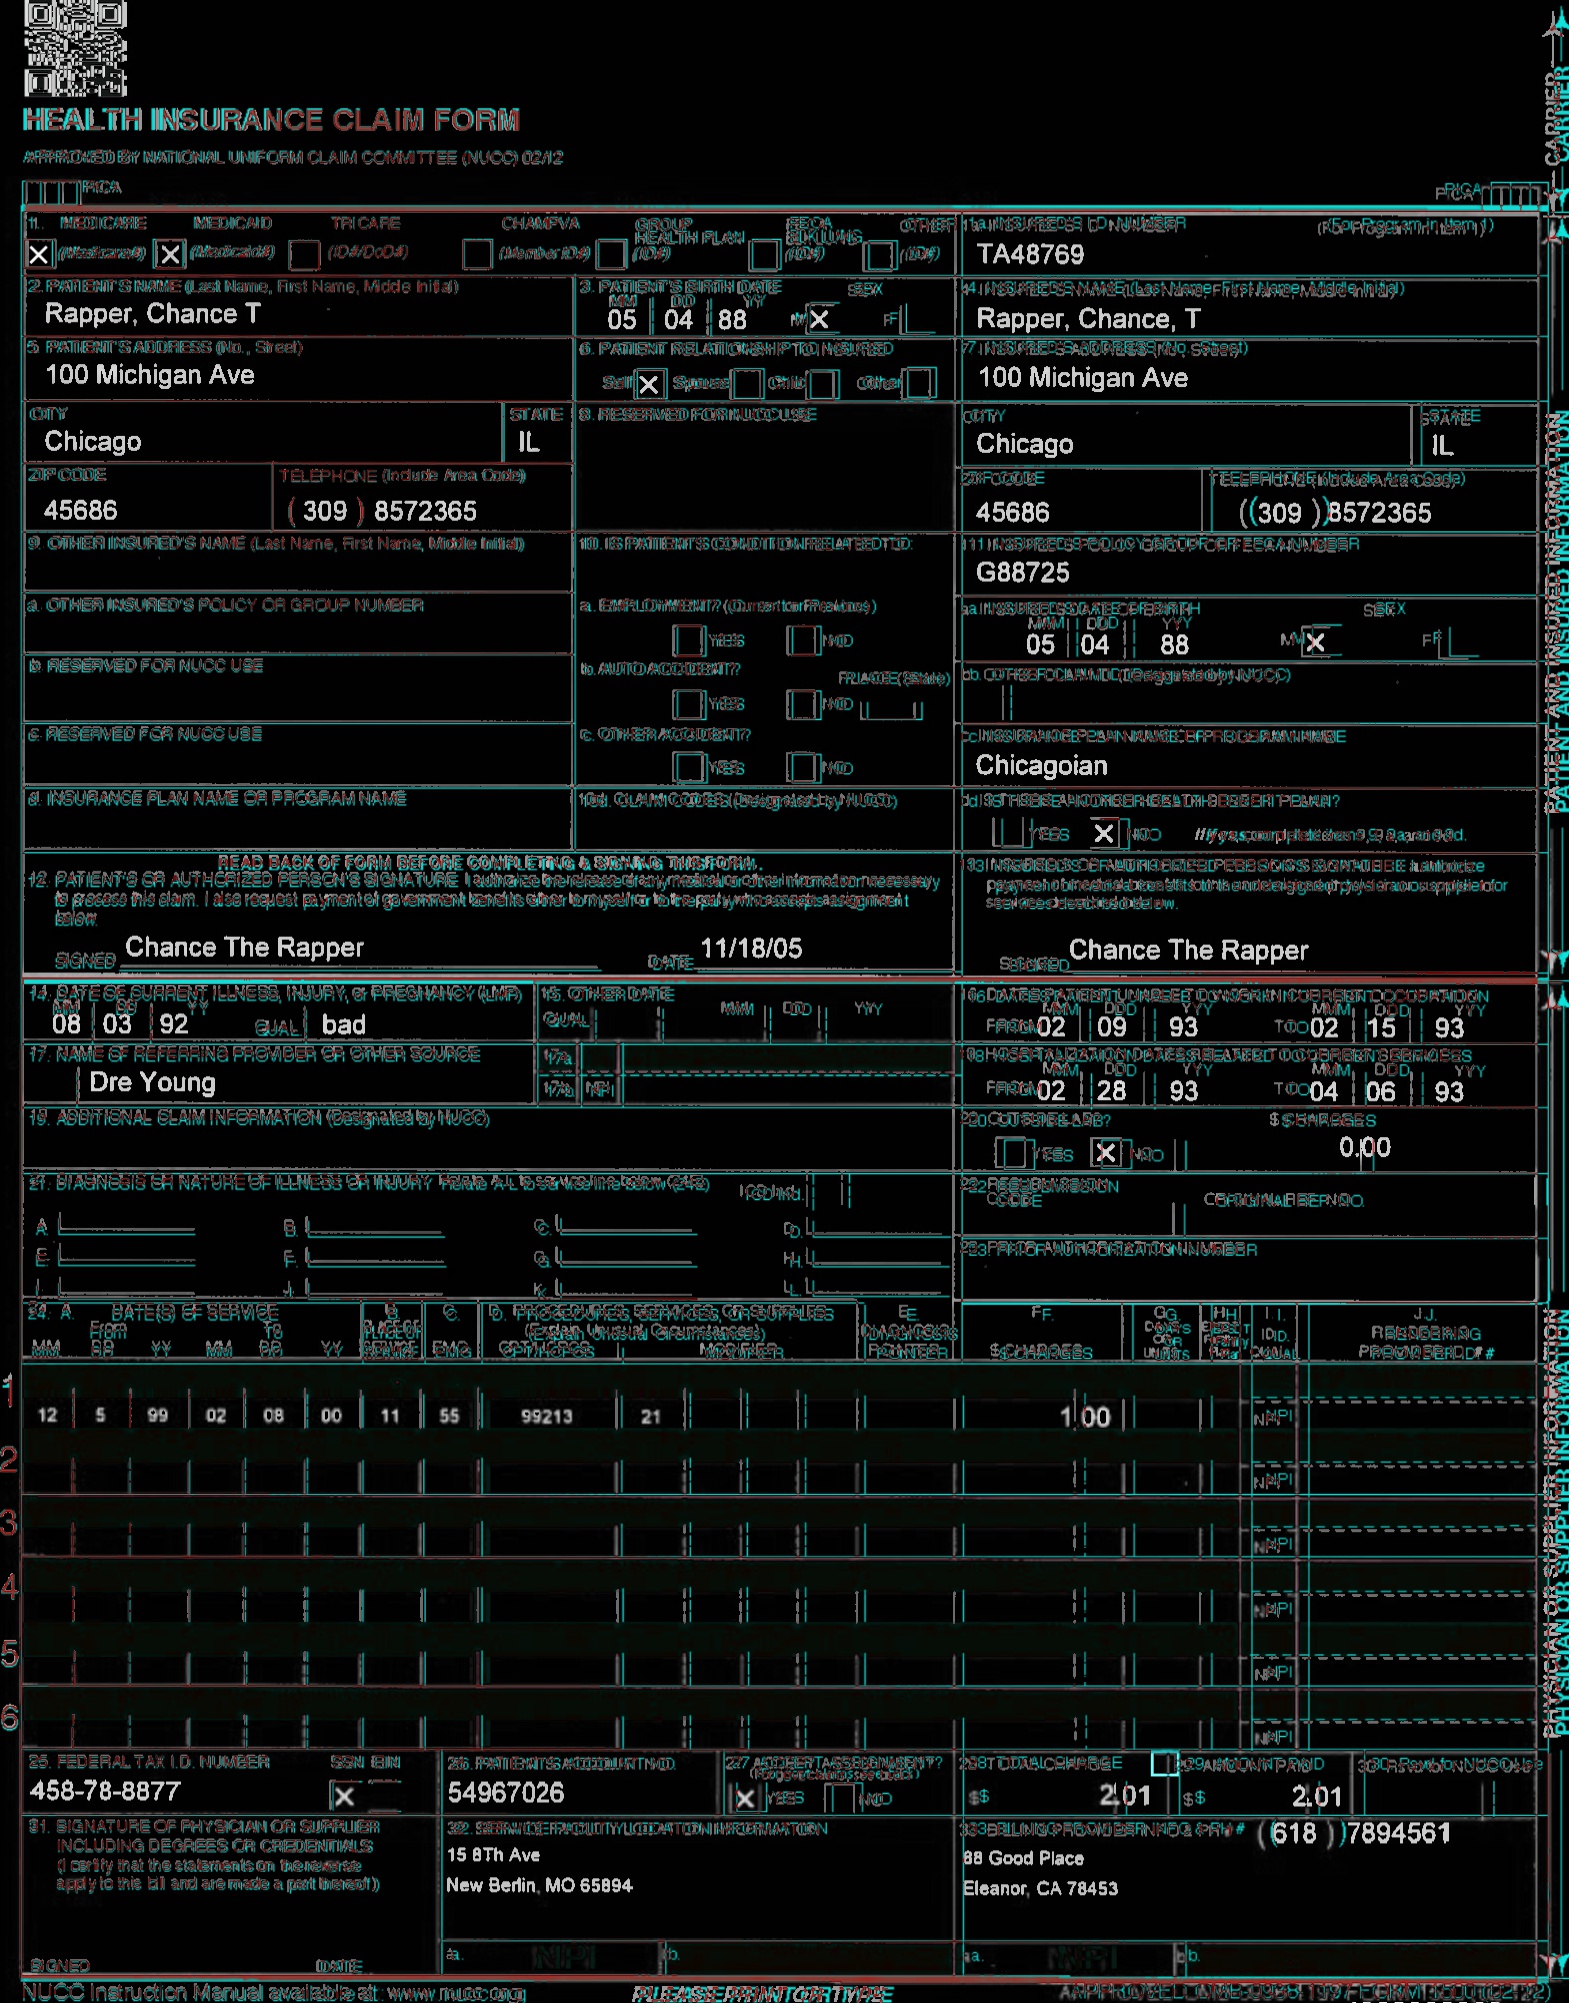 HEALTH INSURANCE CLAIM FORM
APPROVED BY NATIONAL UNIFORM CLAIM COMMITTEE (NUCC) 02/12
PICA PICA
CARRIER
1. MEDICARE MEDICAID TRICARE CHAMPVA GROUP HEALTH PLAN FECA BLKLUNG OTHER 1a. INSURED'S I.D. NUMBER (For Program in Item 1)
X (Medicare#) X (Medicaid#) (ID#/DoD#) (Member ID#) (ID#) (ID#) (ID#) TA48769
2. PATIENT'S NAME (Last Name, First Name, Middle Initial) 3. PATIENT'S BIRTH DATE SEX 4. INSURED'S NAME (Last Name, First Name, Middle Initial)
MM DD YY
Rapper, Chance T 05 04 88 M X F Rapper, Chance, T
5. PATIENT'S ADDRESS (No., Street) 6. PATIENT RELATIONSHIP TO INSURED 7. INSURED'S ADDRESS (No., Street)
100 Michigan Ave Self X Spouse Child Other 100 Michigan Ave
CITY STATE 8. RESERVED FOR NUCC USE CITY STATE
Chicago IL Chicago IL
ZIP CODE TELEPHONE (Include Area Code) ZIP CODE TELEPHONE (Include Area Code)
45686 ( 309 ) 8572365 45686 ( 309 ) 8572365
9. OTHER INSURED'S NAME (Last Name, First Name, Middle Initial) 10. IS PATIENT'S CONDITION RELATED TO: 11. INSURED'S POLICY GROUP OR FECA NUMBER
G88725
a. OTHER INSURED'S POLICY OR GROUP NUMBER a. EMPLOYMENT? (Current or Previous) a. INSURED'S DATE OF BIRTH SEX
MM DD YY
YES NO 05 04 88 M X F
b. RESERVED FOR NUCC USE b. AUTO ACCIDENT? PLACE (State) b. OTHER CLAIM ID (Designated by NUCC)
YES NO
c. RESERVED FOR NUCC USE c. OTHER ACCIDENT? c. INSURANCE PLAN NAME OR PROGRAM NAME
YES NO Chicagoian
d. INSURANCE PLAN NAME OR PROGRAM NAME 10d. CLAIM CODES (Designated by NUCC) d. IS THERE ANOTHER HEALTH BENEFIT PLAN?
YES X NO If yes, complete items 9, 9a, and 9d.
READ BACK OF FORM BEFORE COMPLETING & SIGNING THIS FORM.
12. PATIENT'S OR AUTHORIZED PERSON'S SIGNATURE I authorize the release of any medical or other information necessary
to process this claim. I also request payment of government benefits either to myself or to the party who accepts assignment
below.
SIGNED Chance The Rapper DATE 11/18/05
13. INSURED'S OR AUTHORIZED PERSON'S SIGNATURE I authorize
payment of medical benefits to the undersigned physician or supplier for
services described below.
SIGNED Chance The Rapper
PATIENT AND INSURED INFORMATION
14. DATE OF CURRENT ILLNESS, INJURY, or PREGNANCY (LMP) 15. OTHER DATE MM DD YY 16. DATES PATIENT UNABLE TO WORK IN CURRENT OCCUPATION
MM DD YY MM DD YY MM DD YY
08 03 92 QUAL. bad QUAL. FROM 02 09 93 TO 02 15 93
17. NAME OF REFERRING PROVIDER OR OTHER SOURCE 17a. 18. HOSPITALIZATION DATES RELATED TO CURRENT SERVICES
MM DD YY MM DD YY
Dre Young 17b. NPI FROM 02 28 93 TO 04 06 93
19. ADDITIONAL CLAIM INFORMATION (Designated by NUCC) 20. OUTSIDE LAB? $ CHARGES
YES X NO 0.00
21. DIAGNOSIS OR NATURE OF ILLNESS OR INJURY Relate A-L to service line below (24E) ICD Ind. 22. RESUBMISSION CODE ORIGINAL REF. NO.
A. B. C. D.
E. F. G. H. 23. PRIOR AUTHORIZATION NUMBER
I. J. K. L.
24. A. DATE(S) OF SERVICE B. C. D. PROCEDURES, SERVICES, OR SUPPLIES E. F. G. H. I. J.
From To PLACE OF SERVICE (Explain Unusual Circumstances) DIAGNOSIS POINTER DAYS OR UNITS ID. QUAL. RENDERING PROVIDER ID. #
MM DD YY MM DD YY EMG CPT/HCPCS MODIFIER $ CHARGES
1 12 5 99 02 08 00 11 55 99213 21 1 00 NPI
2 NPI
3 NPI
4 NPI
5 NPI
6 NPI
PHYSICIAN OR SUPPLIER INFORMATION
25. FEDERAL TAX I.D. NUMBER SSN EIN 26. PATIENT'S ACCOUNT NO. 27. ACCEPT ASSIGNMENT? 28. TOTAL CHARGE 29. AMOUNT PAID 30. Rsvd for NUCC Use
(For govt. claims, see back)
458-78-8877 X 54967026 X YES NO $ 2.01 $ 2.01
31. SIGNATURE OF PHYSICIAN OR SUPPLIER
INCLUDING DEGREES OR CREDENTIALS
(I certify that the statements on the reverse
apply to this bill and are made a part thereof.)
SIGNED DATE
32. SERVICE FACILITY LOCATION INFORMATION
15 8Th Ave
New Berlin, MO 65894
a. NPI b.
33. BILLING PROVIDER INFO & PH # ( 618 ) 7894561
88 Good Place
Eleanor, CA 78453
a. NPI b.
NUCC Instruction Manual available at: www.nucc.org PLEASE PRINT OR TYPE APPROVED OMB-0938-1197 FORM 1500 (02-12)